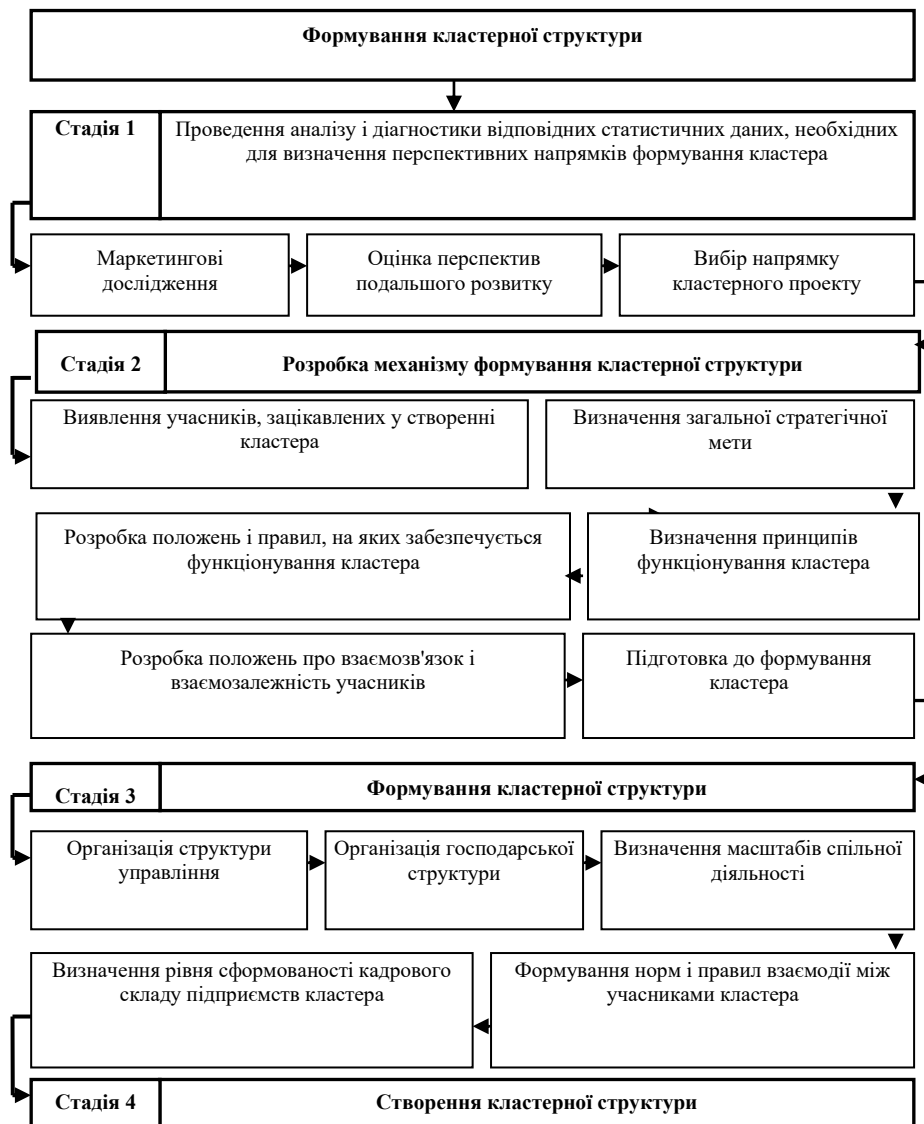 Формування кластерної структури
Стадія 1
Проведення аналізу і діагностики відповідних статистичних даних, необхідних
для визначення перспективних напрямків формування кластера
Маркетингові
дослідження
Оцінка перспектив
подальшого розвитку
Вибір напрямку
кластерного проекту
Стадія 2
Розробка механізму формування кластерної структури
Виявлення учасників, зацікавлених у створенні
кластера
Визначення загальної стратегічної
мети
Розробка положень і правил, на яких забезпечується
функціонування кластера
Визначення принципів
функціонування кластера
Розробка положень про взаємозв'язок і
взаємозалежність учасників
Підготовка до формування
кластера
Стадія 3
Формування кластерної структури
Організація структури
управління
Організація господарської
структури
Визначення масштабів спільної
діяльності
Визначення рівня сформованості кадрового
складу підприємств кластера
Формування норм і правил взаємодії між
учасниками кластера
Стадія 4
Створення кластерної структури